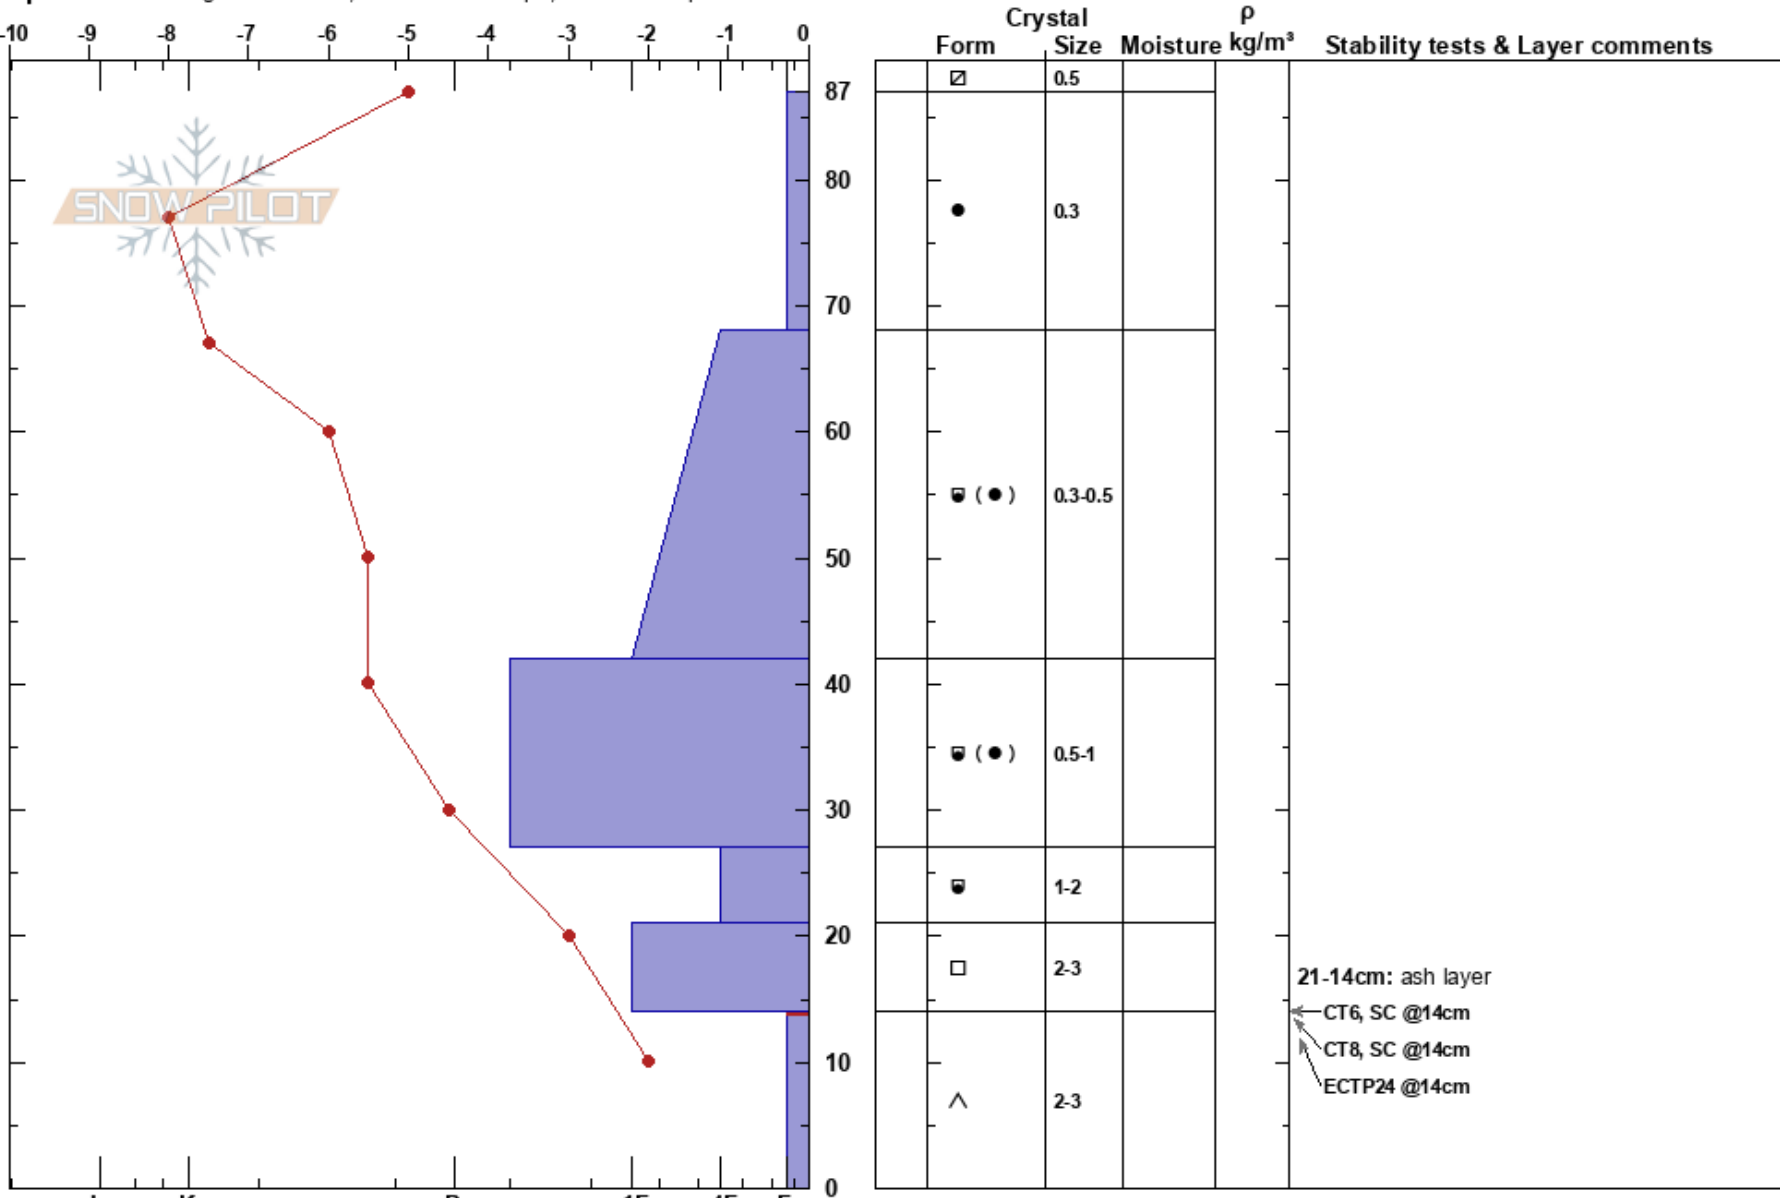 Crystal ρ
-10 -9 -8 -7 -6 -5 -4 -3 -2 -1 0 Form Size Moisture kg/m³ Stability tests & Layer comments
0.5
87
SNOW PILOT
80
0.3
70
60
( ) 0.3-0.5
50
40
( ) 0.5-1
30
1-2
20
2-3
21-14cm: ash layer
CT6, SC @14cm
CT8, SC @14cm
10
ECTP24 @14cm
2-3
0